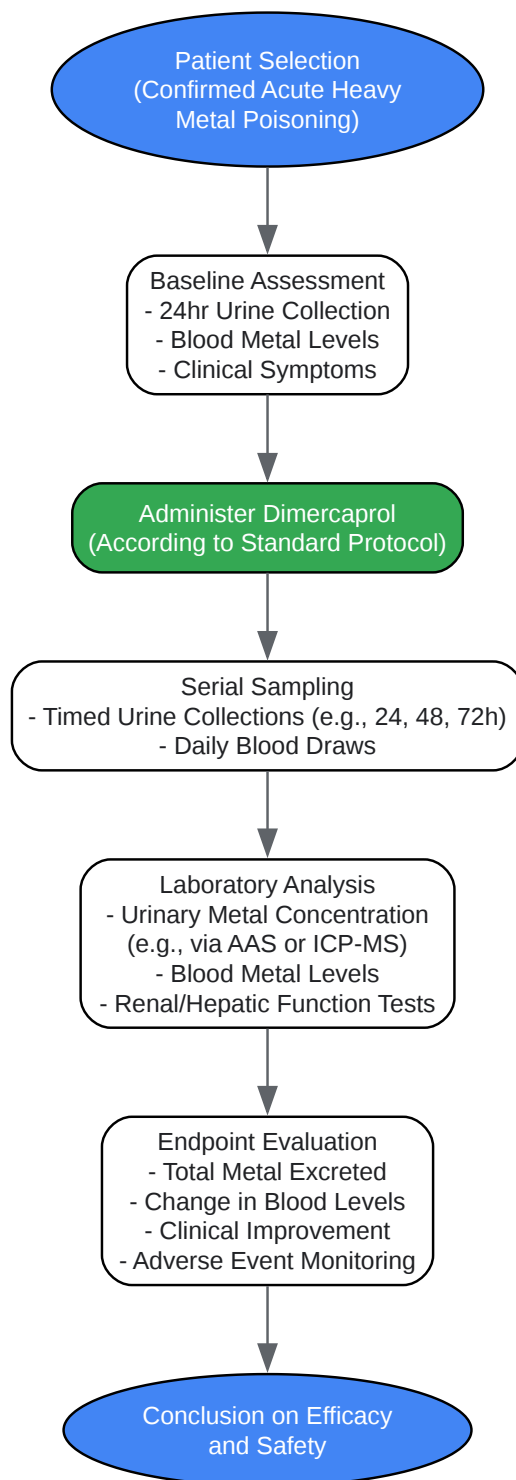 Patient Selection
(Confirmed Acute Heavy
Metal Poisoning)
Baseline Assessment
- 24hr Urine Collection
- Blood Metal Levels
- Clinical Symptoms
Administer Dimercaprol
(According to Standard Protocol)
Serial Sampling
- Timed Urine Collections (e.g., 24, 48, 72h)
- Daily Blood Draws
Laboratory Analysis
- Urinary Metal Concentration
(e.g., via AAS or ICP-MS)
- Blood Metal Levels
- Renal/Hepatic Function Tests
Endpoint Evaluation
- Total Metal Excreted
- Change in Blood Levels
- Clinical Improvement
- Adverse Event Monitoring
Conclusion on Efficacy
and Safety